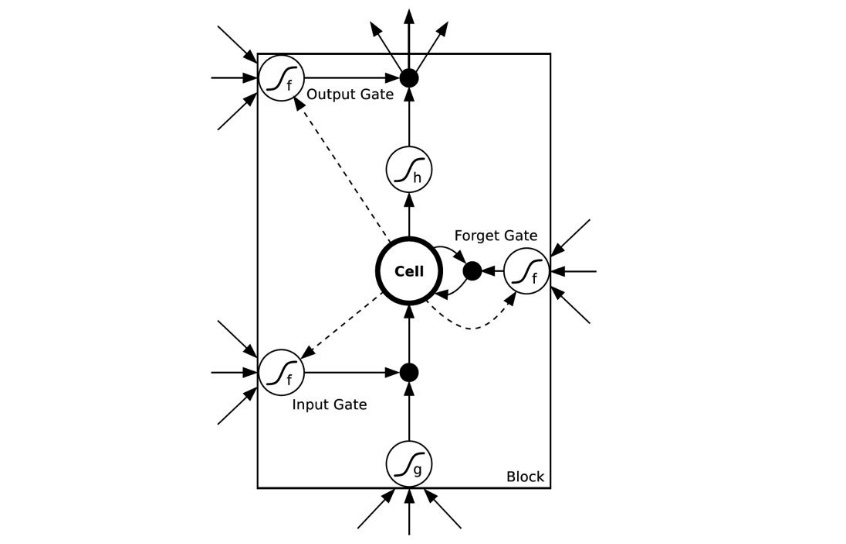 f
Output Gate
h
Forget Gate
Cell
f
f
Input Gate
g
Block